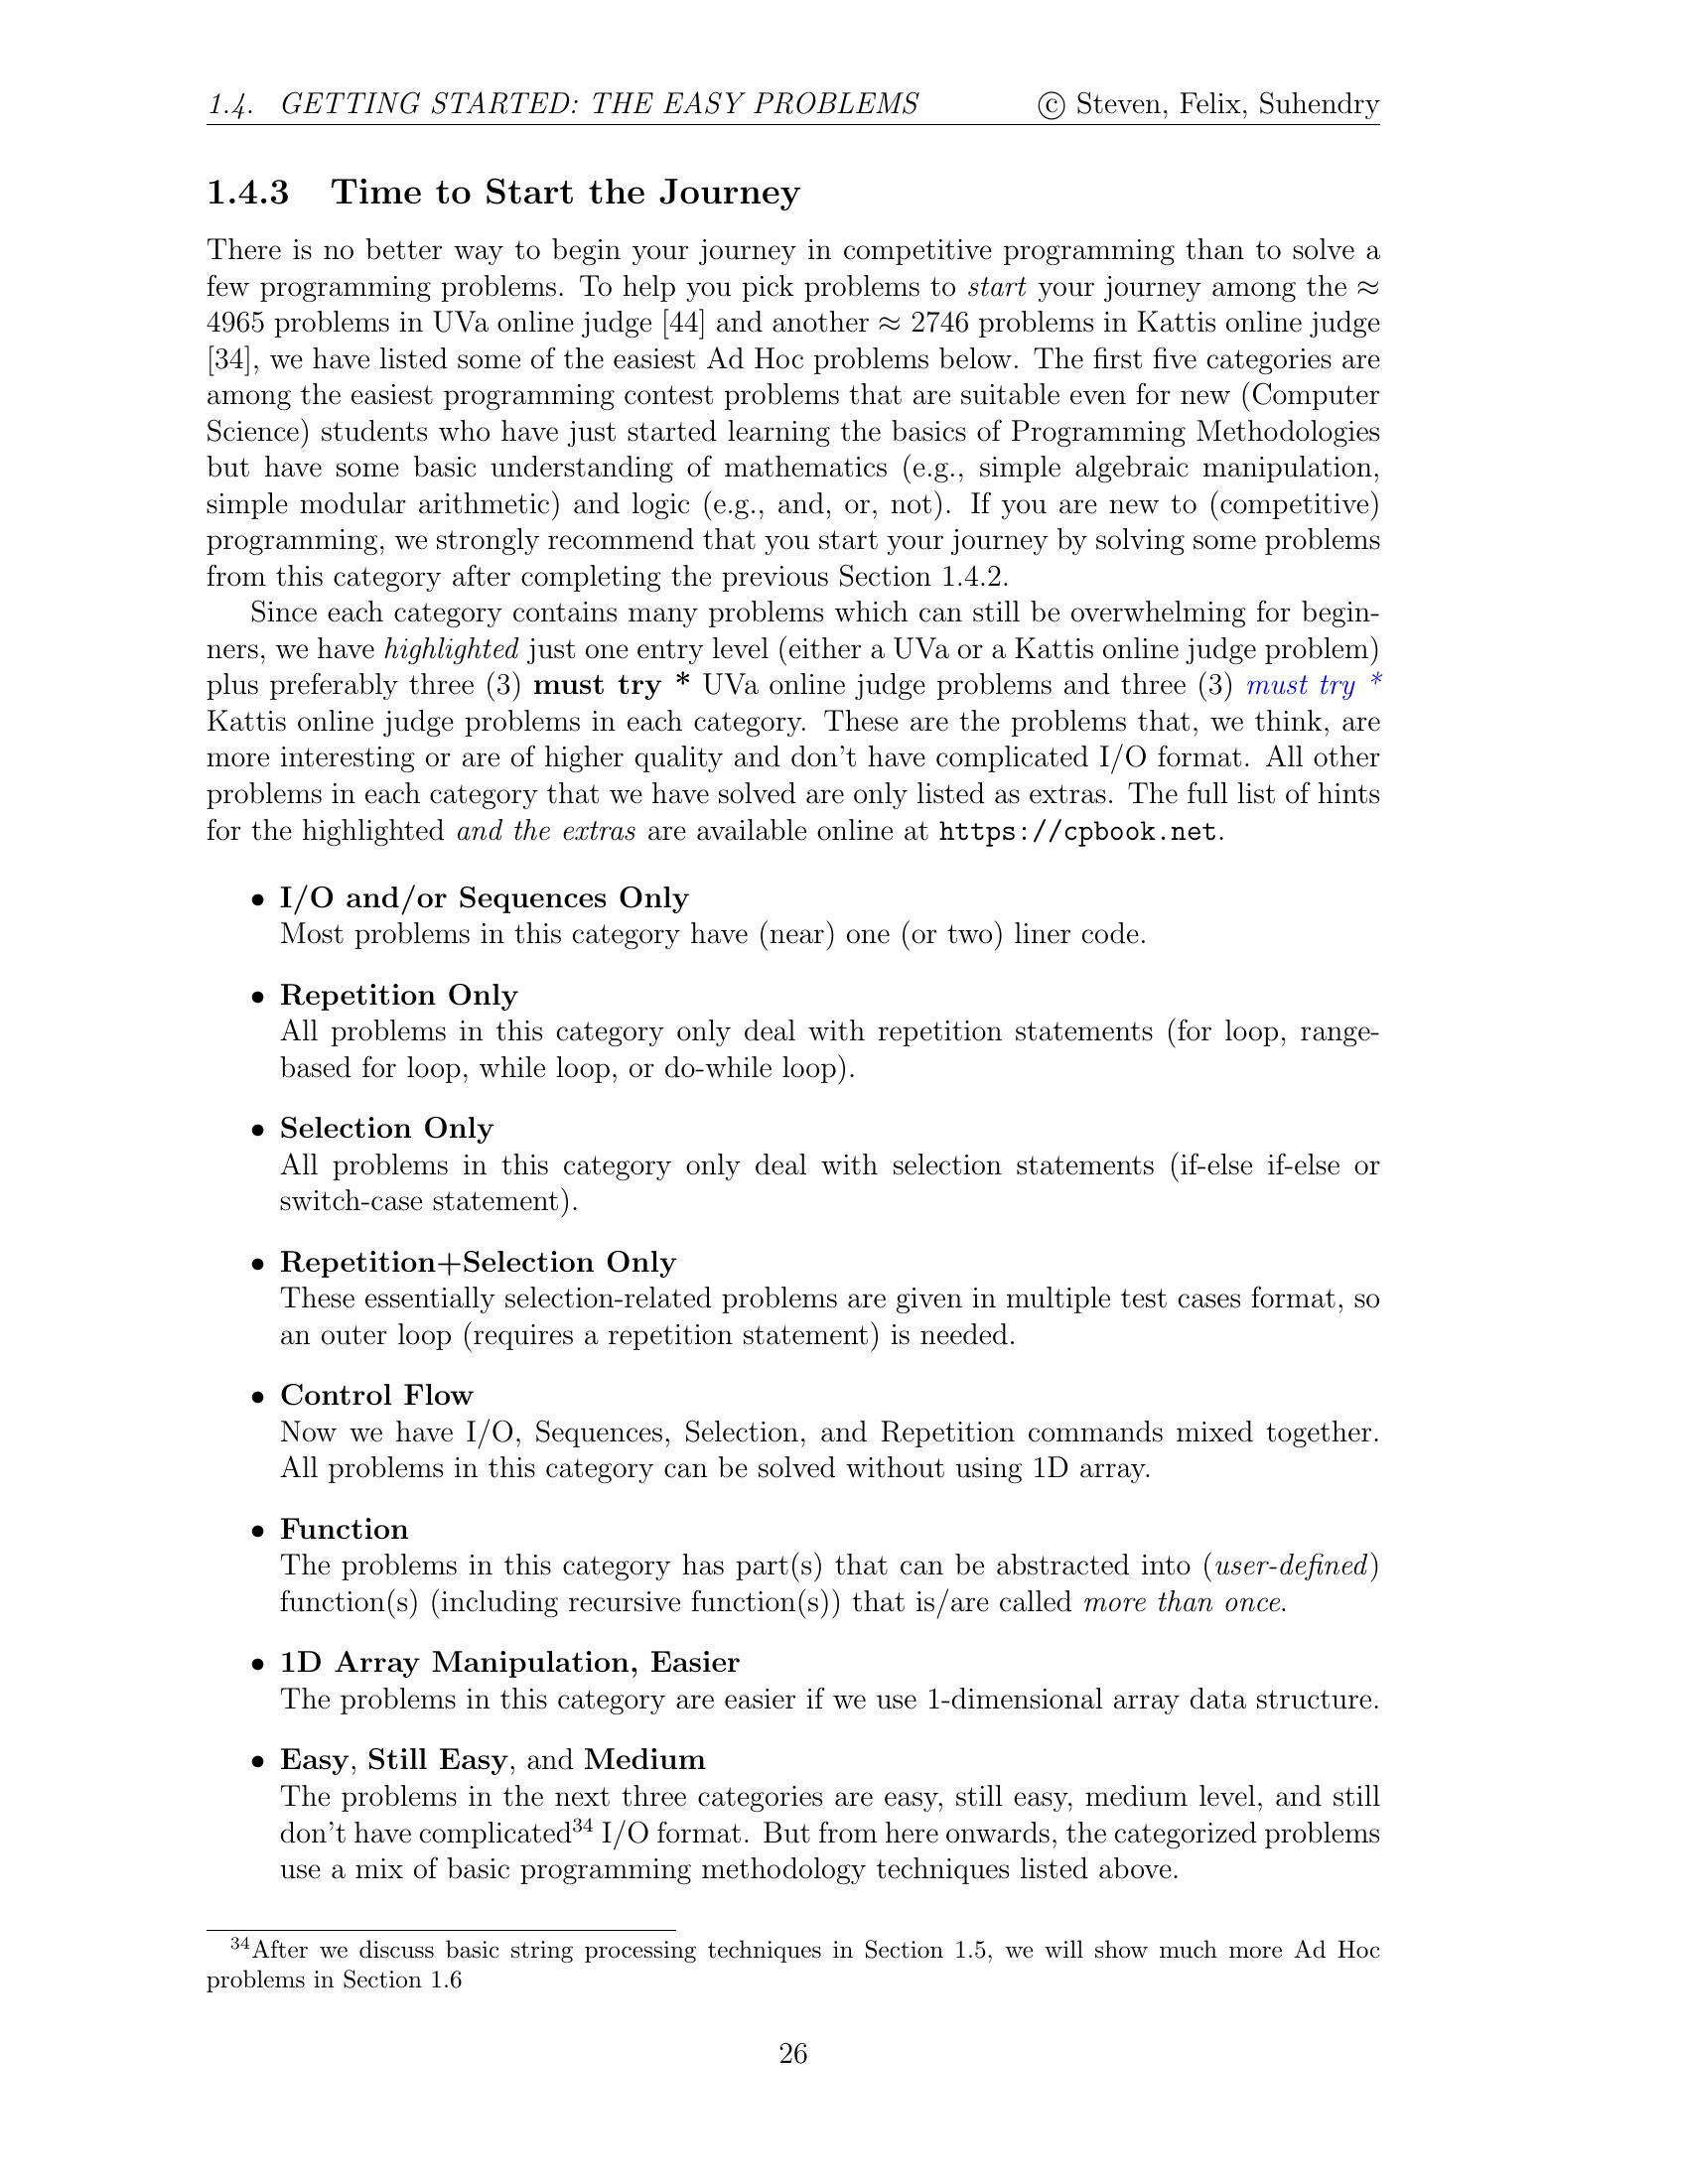 1.4. GETTING STARTED: THE EASY PROBLEMS © Steven, Felix, Suhendry
1.4.3 Time to Start the Journey
There is no better way to begin your journey in competitive programming than to solve a
few programming problems. To help you pick problems to start your journey among the ≈
4965 problems in UVa online judge [44] and another ≈ 2746 problems in Kattis online judge
[34], we have listed some of the easiest Ad Hoc problems below. The first five categories are
among the easiest programming contest problems that are suitable even for new (Computer
Science) students who have just started learning the basics of Programming Methodologies
but have some basic understanding of mathematics (e.g., simple algebraic manipulation,
simple modular arithmetic) and logic (e.g., and, or, not). If you are new to (competitive)
programming, we strongly recommend that you start your journey by solving some problems
from this category after completing the previous Section 1.4.2.
Since each category contains many problems which can still be overwhelming for begin-
ners, we have highlighted just one entry level (either a UVa or a Kattis online judge problem)
plus preferably three (3) must try * UVa online judge problems and three (3) must try *
Kattis online judge problems in each category. These are the problems that, we think, are
more interesting or are of higher quality and don't have complicated I/O format. All other
problems in each category that we have solved are only listed as extras. The full list of hints
for the highlighted and the extras are available online at https://cpbook.net.
• I/O and/or Sequences Only
Most problems in this category have (near) one (or two) liner code.
• Repetition Only
All problems in this category only deal with repetition statements (for loop, range-
based for loop, while loop, or do-while loop).
• Selection Only
All problems in this category only deal with selection statements (if-else if-else or
switch-case statement).
• Repetition+Selection Only
These essentially selection-related problems are given in multiple test cases format, so
an outer loop (requires a repetition statement) is needed.
• Control Flow
Now we have I/O, Sequences, Selection, and Repetition commands mixed together.
All problems in this category can be solved without using 1D array.
• Function
The problems in this category has part(s) that can be abstracted into (user-defined)
function(s) (including recursive function(s)) that is/are called more than once.
• 1D Array Manipulation, Easier
The problems in this category are easier if we use 1-dimensional array data structure.
• Easy, Still Easy, and Medium
The problems in the next three categories are easy, still easy, medium level, and still
don't have complicated34 I/O format. But from here onwards, the categorized problems
use a mix of basic programming methodology techniques listed above.
34After we discuss basic string processing techniques in Section 1.5, we will show much more Ad Hoc
problems in Section 1.6
26